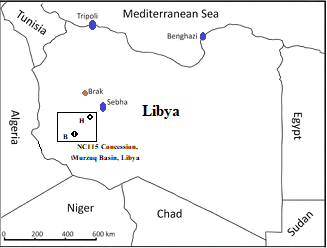 Tunisia
Tripoli
Mediterranean Sea
Benghazi
Brak
Sebha
Libya
Algeria
Egypt
H
B
NC115 Concession,
Murzuq Basin, Libya
Niger
Chad
Sudan
0 200 400 600 km